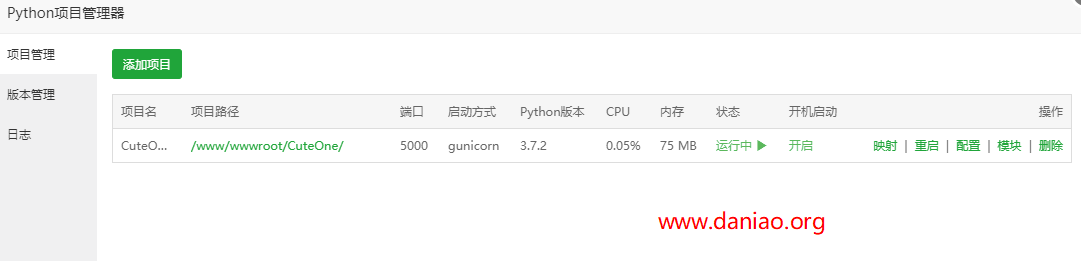 Python项目管理器
项目管理
版本管理
日志
添加项目
项目名 项目路径 端口 启动方式 Python版本 CPU 内存 状态 开机启动 操作
CuteO... /www/wwwroot/CuteOne/ 5000 gunicorn 3.7.2 0.05% 75 MB 运行中 开启 映射 | 重启 | 配置 | 模块 | 删除
www.daniao.org